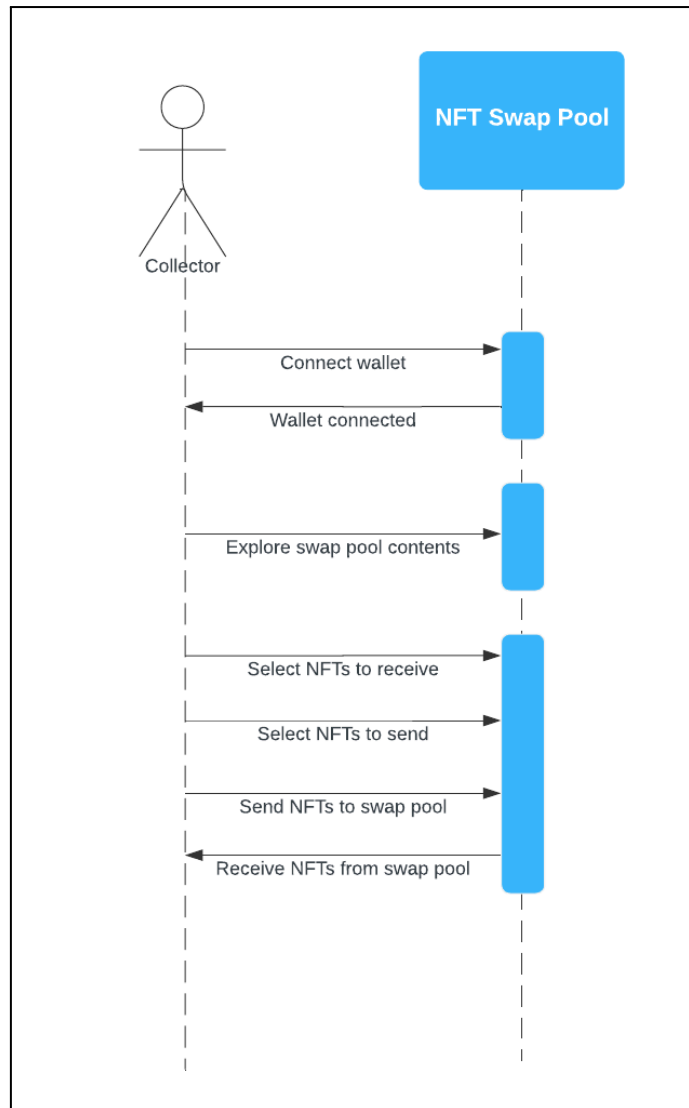 NFT Swap Pool
Collector
Connect wallet
Wallet connected
Explore swap pool contents
Select NFTs to receive
Select NFTs to send
Send NFTs to swap pool
Receive NFTs from swap pool